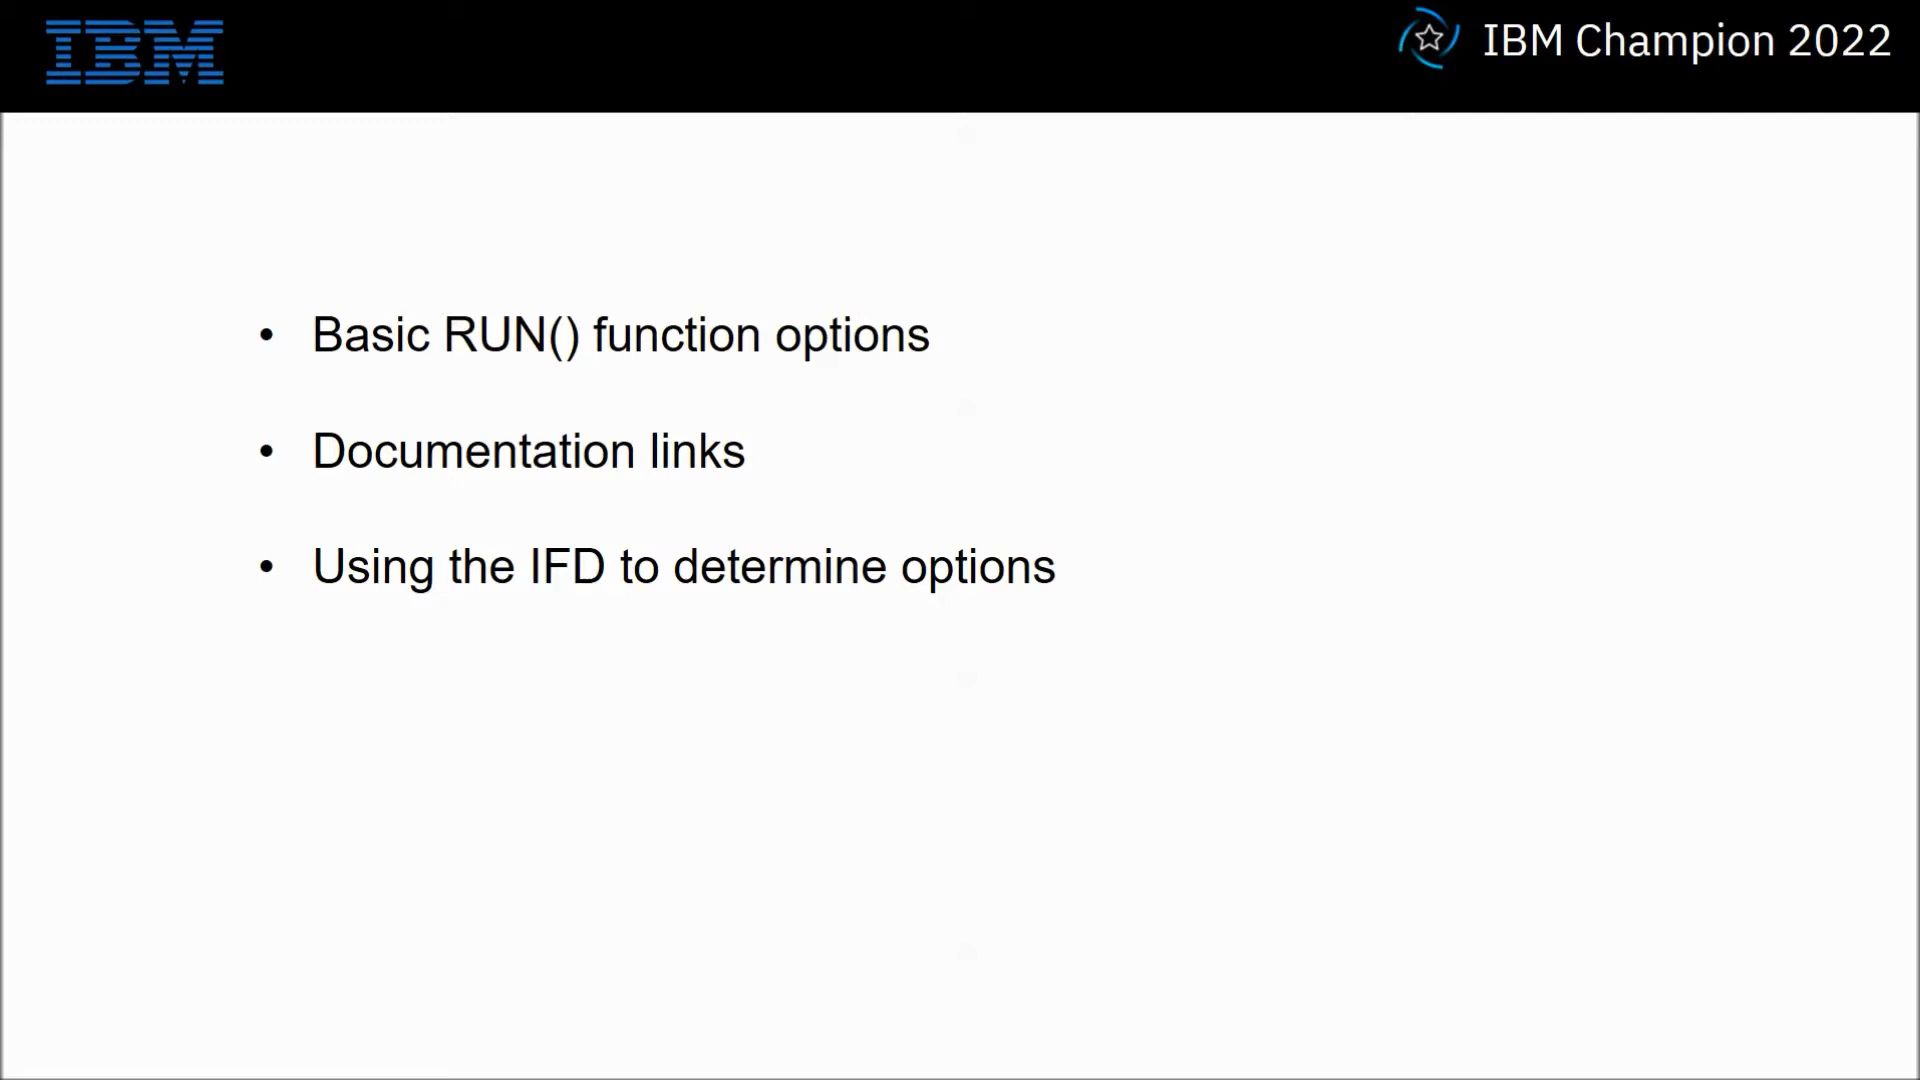 IBM
IBM Champion 2022
• Basic RUN() function options
• Documentation links
• Using the IFD to determine options